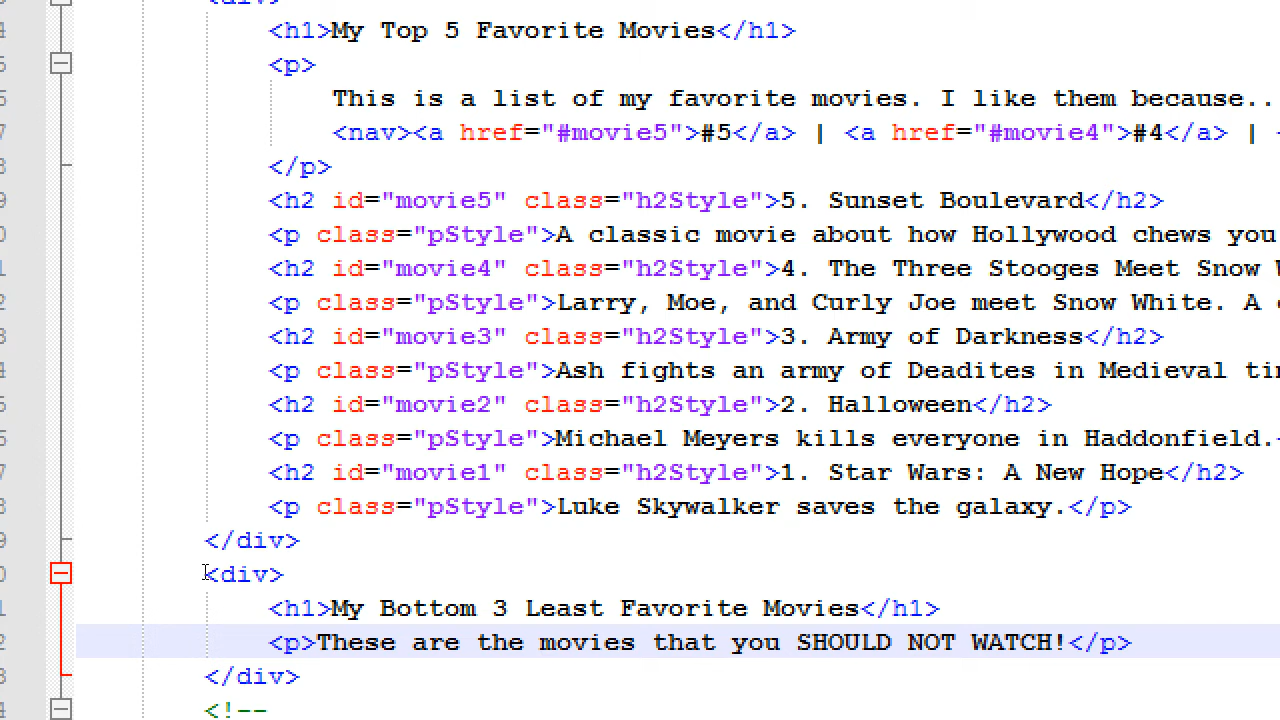 <div>
4 <h1>My Top 5 Favorite Movies</h1>
<p>
This is a list of my favorite movies. I like them because..
7 <nav><a href="#movie5">#5</a> | <a href="#movie4">#4</a> |
</p>
<h2 id="movie5" class="h2Style">5. Sunset Boulevard</h2>
<p class="pStyle">A classic movie about how Hollywood chews you
<h2 id="movie4" class="h2Style">4. The Three Stooges Meet Snow
<p class="pStyle">Larry, Moe, and Curly Joe meet Snow White. A
<h2 id="movie3" class="h2Style">3. Army of Darkness</h2>
<p class="pStyle">Ash fights an army of Deadites in Medieval
<h2 id="movie2" class="h2Style">2. Halloween</h2>
<p class="pStyle">Michael Meyers kills everyone in Haddonfield.
<h2 id="movie1" class="h2Style">1. Star Wars: A New Hope</h2>
<p class="pStyle">Luke Skywalker saves the galaxy.</p>
</div>
<div>
<h1>My Bottom 3 Least Favorite Movies</h1>
<p>These are the movies that you SHOULD NOT WATCH!</p>
</div>
<!--